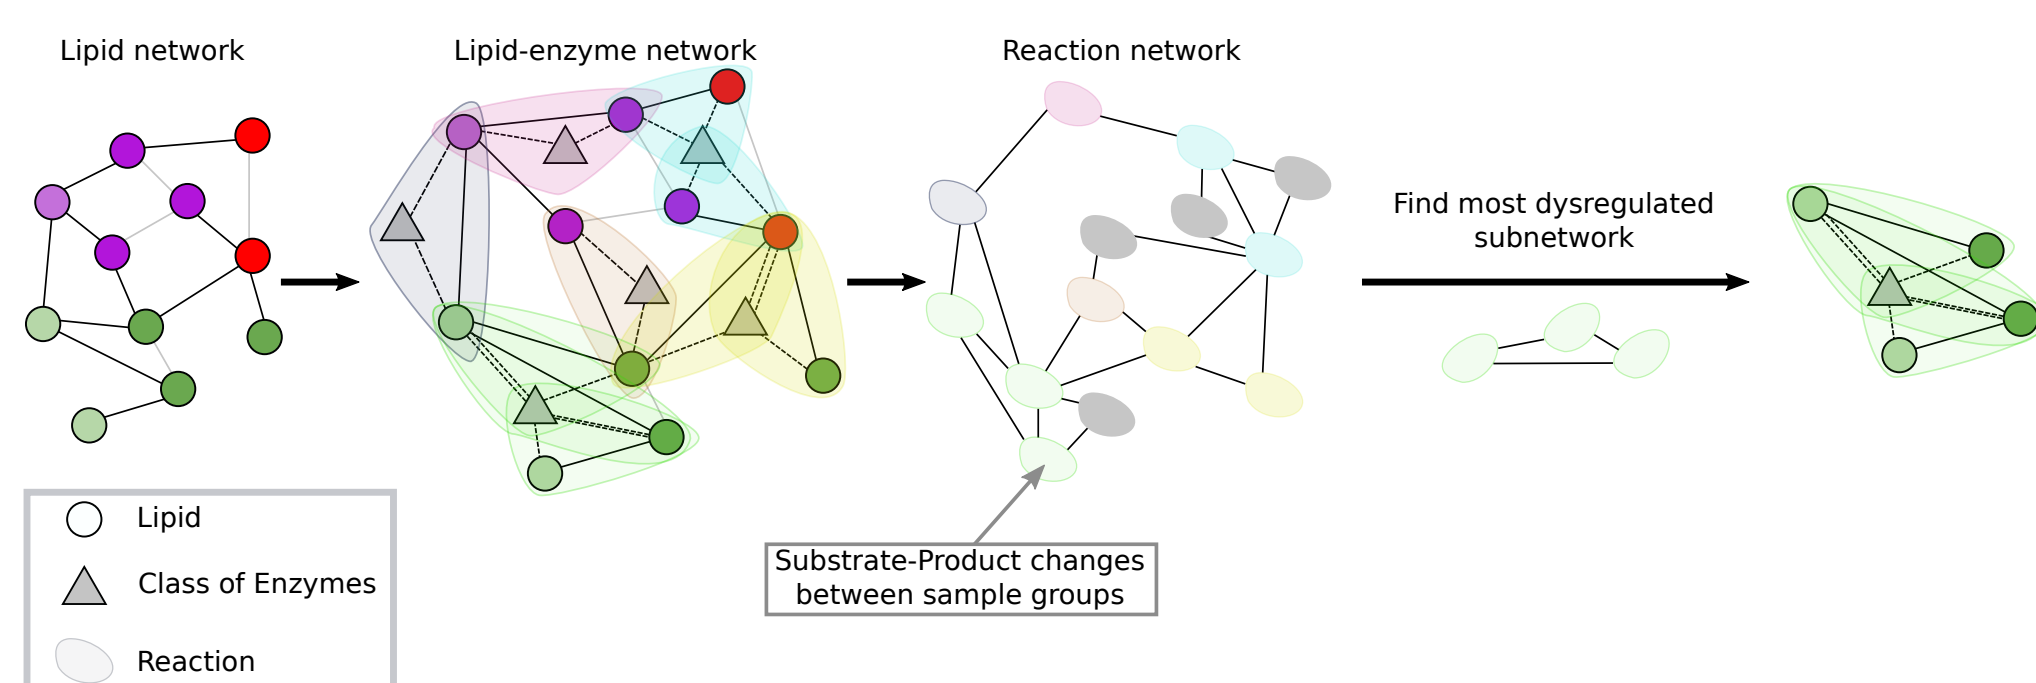 Lipid network
Lipid-enzyme network
Reaction network
Find most dysregulated
subnetwork
Lipid
Class of Enzymes
Reaction
Substrate-Product changes
between sample groups